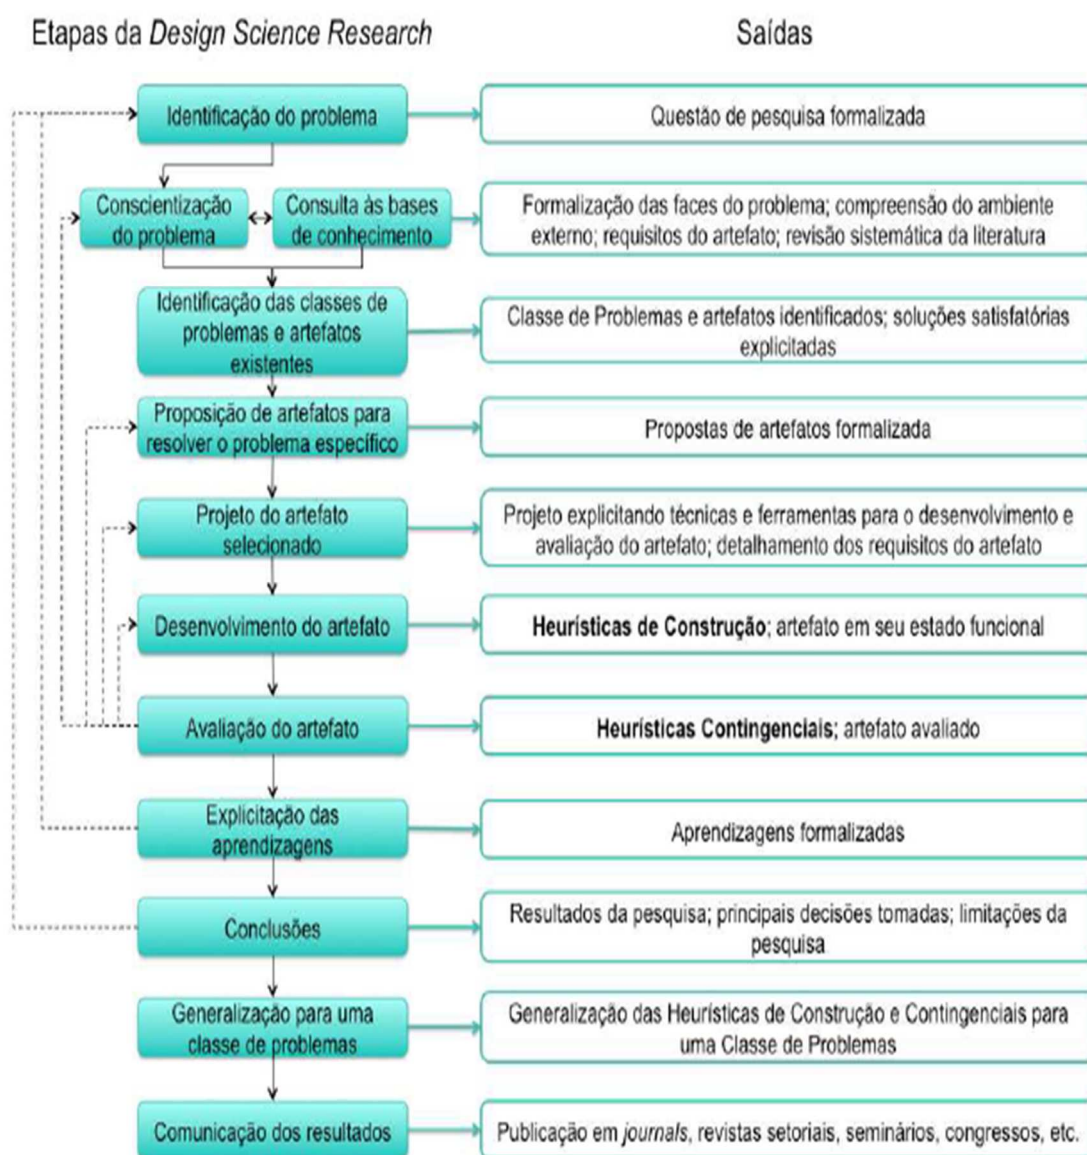 Etapas da Design Science Research
Saídas
Identificação do problema
Questão de pesquisa formalizada
Conscientização
do problema
Consulta às bases
de conhecimento
Formalização das faces do problema; compreensão do ambiente
externo; requisitos do artefato; revisão sistemática da literatura
Identificação das classes de
problemas e artefatos
existentes
Classe de Problemas e artefatos identificados; soluções satisfatórias
explicitadas
Proposição de artefatos para
resolver o problema específico
Propostas de artefatos formalizada
Projeto do artefato
selecionado
Projeto explicitando técnicas e ferramentas para o desenvolvimento e
avaliação do artefato; detalhamento dos requisitos do artefato
Desenvolvimento do artefato
Heurísticas de Construção; artefato em seu estado funcional
Avaliação do artefato
Heurísticas Contingenciais; artefato avaliado
Explicitação das
aprendizagens
Aprendizagens formalizadas
Conclusões
Resultados da pesquisa; principais decisões tomadas; limitações da
pesquisa
Generalização para uma
classe de problemas
Generalização das Heurísticas de Construção e Contingenciais para
uma Classe de Problemas
Comunicação dos resultados
Publicação em journals, revistas setoriais, seminários, congressos, etc.